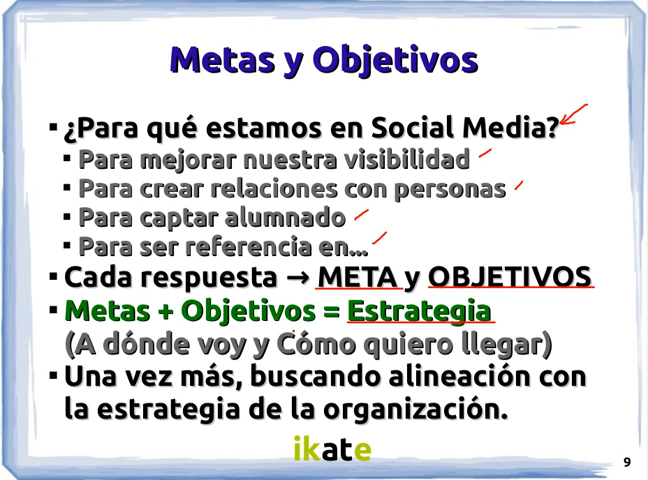 Metas y Objetivos
▪ ¿Para qué estamos en Social Media?
▪ Para mejorar nuestra visibilidad
▪ Para crear relaciones con personas
▪ Para captar alumnado
▪ Para ser referencia en...
▪ Cada respuesta → META y OBJETIVOS
▪ Metas + Objetivos = Estrategia
(A dónde voy y Cómo quiero llegar)
▪ Una vez más, buscando alineación con
la estrategia de la organización.
ikate
9